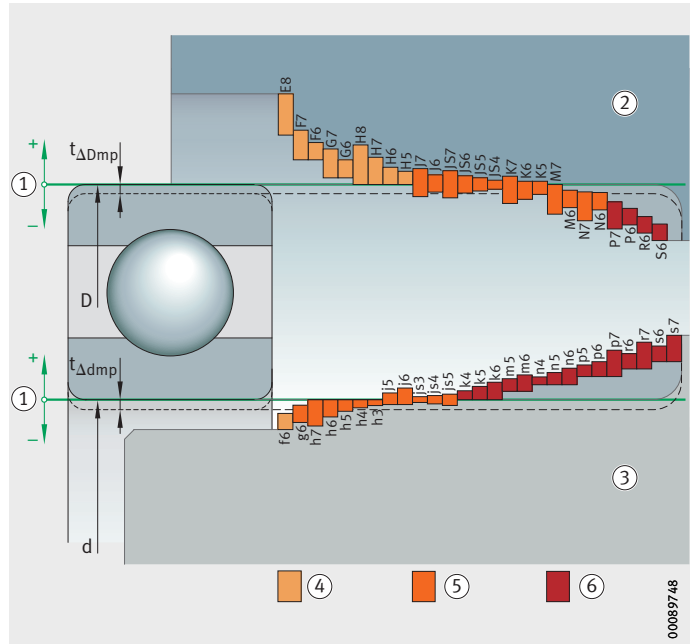 E8
F7
F6
G7
G6
H8
H7
H6
H5
J7
J6
JS7
JS6
JS5
JS4
K7
K6
K5
M7
M6
N7
N6
P7
P6
R6
S6
2
+
1
−
tΔDmp
D
+
1
−
tΔdmp
d
f6
g6
h7
h6
h5
h4
h3
j5
j6
js3
js4
js5
k4
k5
k6
m5
m6
n4
n5
n6
p5
p6
p7
r6
r7
s6
s7
3
4
5
6
00089748